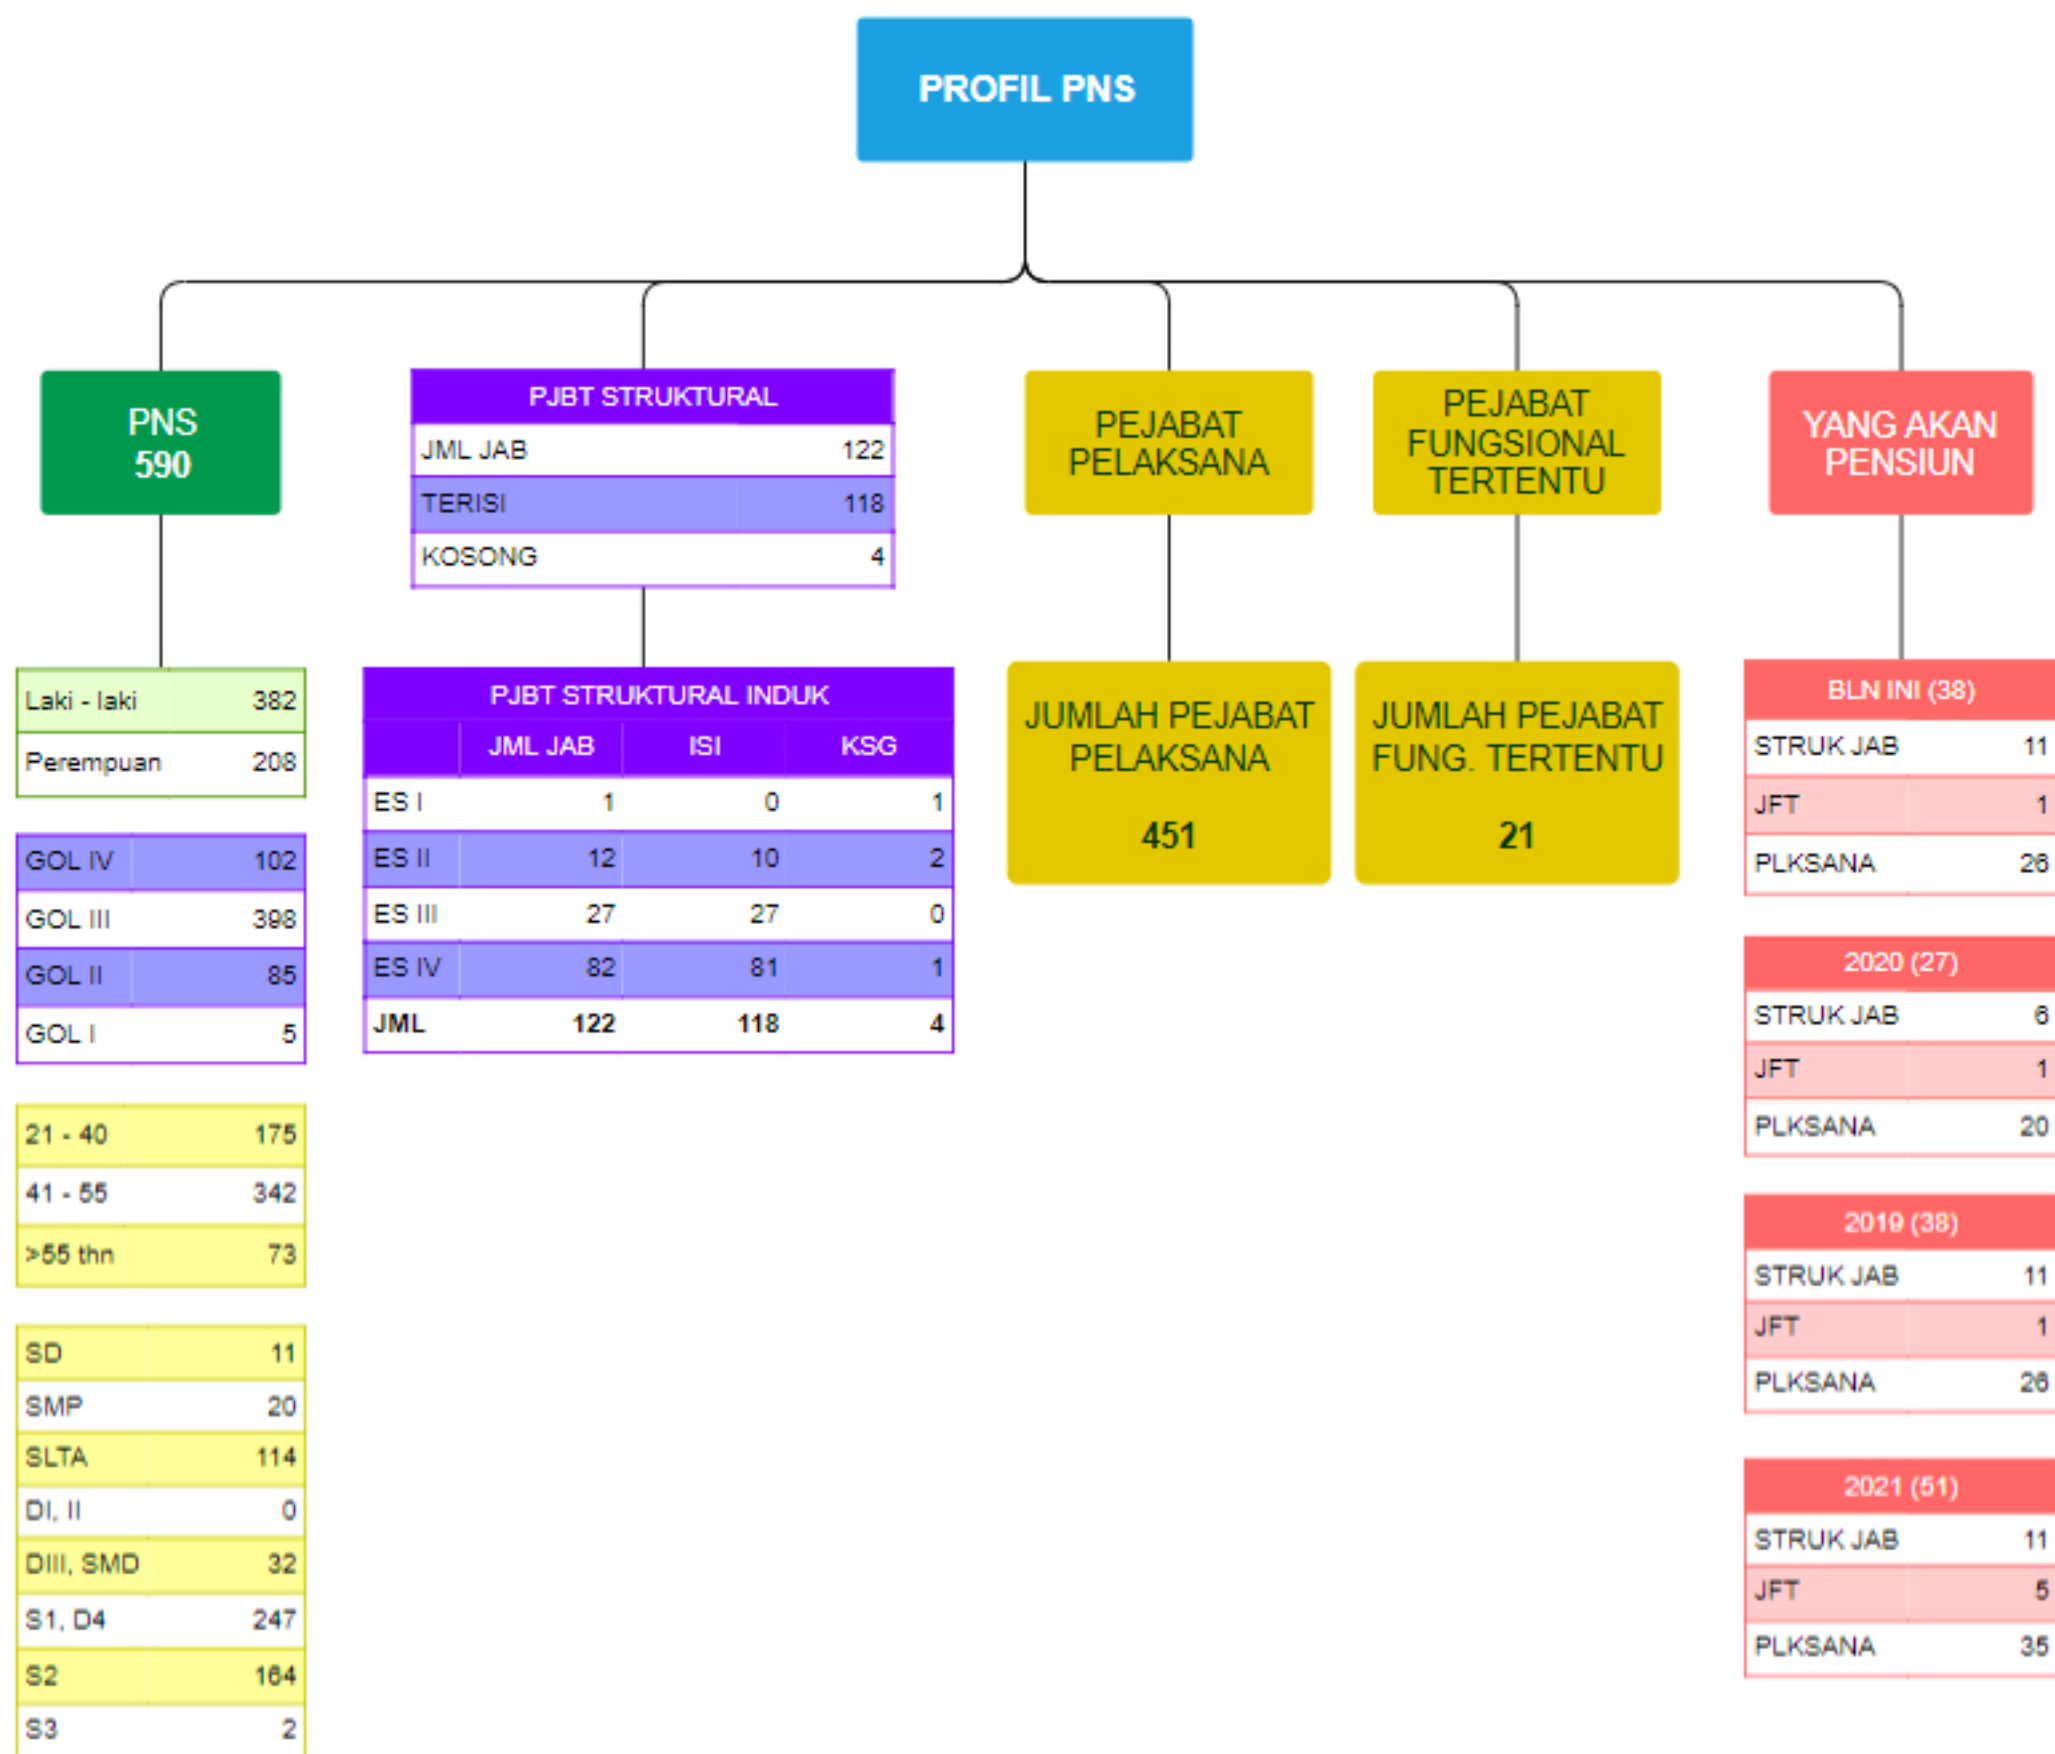 PROFIL PNS
PNS
590
Laki - laki 382
Perempuan 208
GOL IV 102
GOL III 398
GOL II 85
GOL I 5
21 - 40 175
41 - 55 342
>55 thn 73
SD 11
SMP 20
SLTA 114
DI, II 0
DIII, SMD 32
S1, D4 247
S2 164
S3 2
PJBT STRUKTURAL
JML JAB 122
TERISI 118
KOSONG 4
PJBT STRUKTURAL INDUK
JML JAB ISI KSG
ES I 1 0 1
ES II 12 10 2
ES III 27 27 0
ES IV 82 81 1
JML 122 118 4
PEJABAT
PELAKSANA
JUMLAH PEJABAT
PELAKSANA
451
PEJABAT
FUNGSIONAL
TERTENTU
JUMLAH PEJABAT
FUNG. TERTENTU
21
YANG AKAN
PENSIUN
BLN INI (38)
STRUK JAB 11
JFT 1
PLKSANA 26
2020 (27)
STRUK JAB 6
JFT 1
PLKSANA 20
2019 (38)
STRUK JAB 11
JFT 1
PLKSANA 26
2021 (51)
STRUK JAB 11
JFT 5
PLKSANA 35